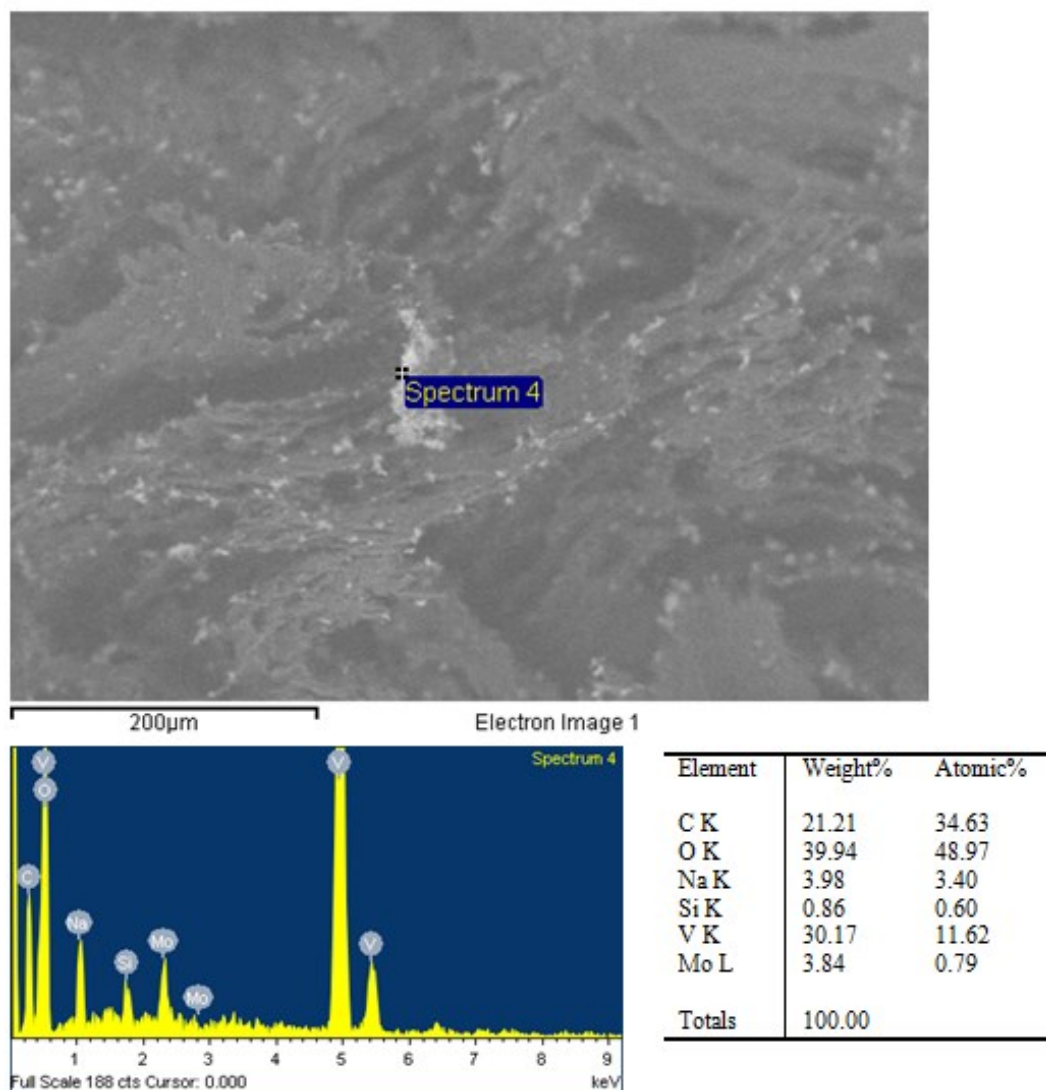 Spectrum 4
200μm Electron Image 1
V V Spectrum 4
O
C
Na Si Mo Mo V
1 2 3 4 5 6 7 8 9
Full Scale 188 cts Cursor: 0.000 keV
Element Weight% Atomic%
C K 21.21 34.63
O K 39.94 48.97
Na K 3.98 3.40
Si K 0.86 0.60
V K 30.17 11.62
Mo L 3.84 0.79
Totals 100.00